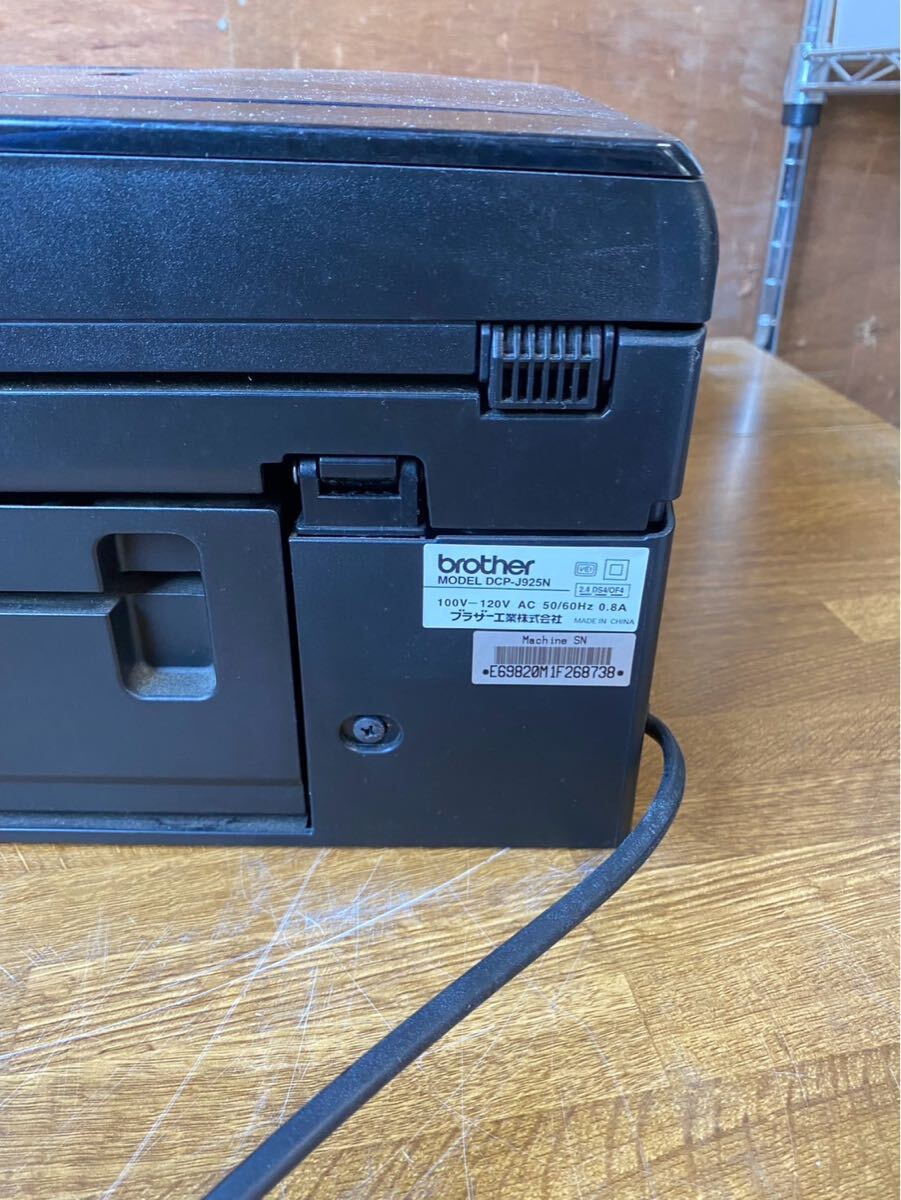 brother
MODEL DCP-J925N
2.4 DS4/OF4
100V-120V AC 50/60Hz 0.8A
ブラザー工業株式会社 MADE IN CHINA
Machine SN
*E69820M1F268738*